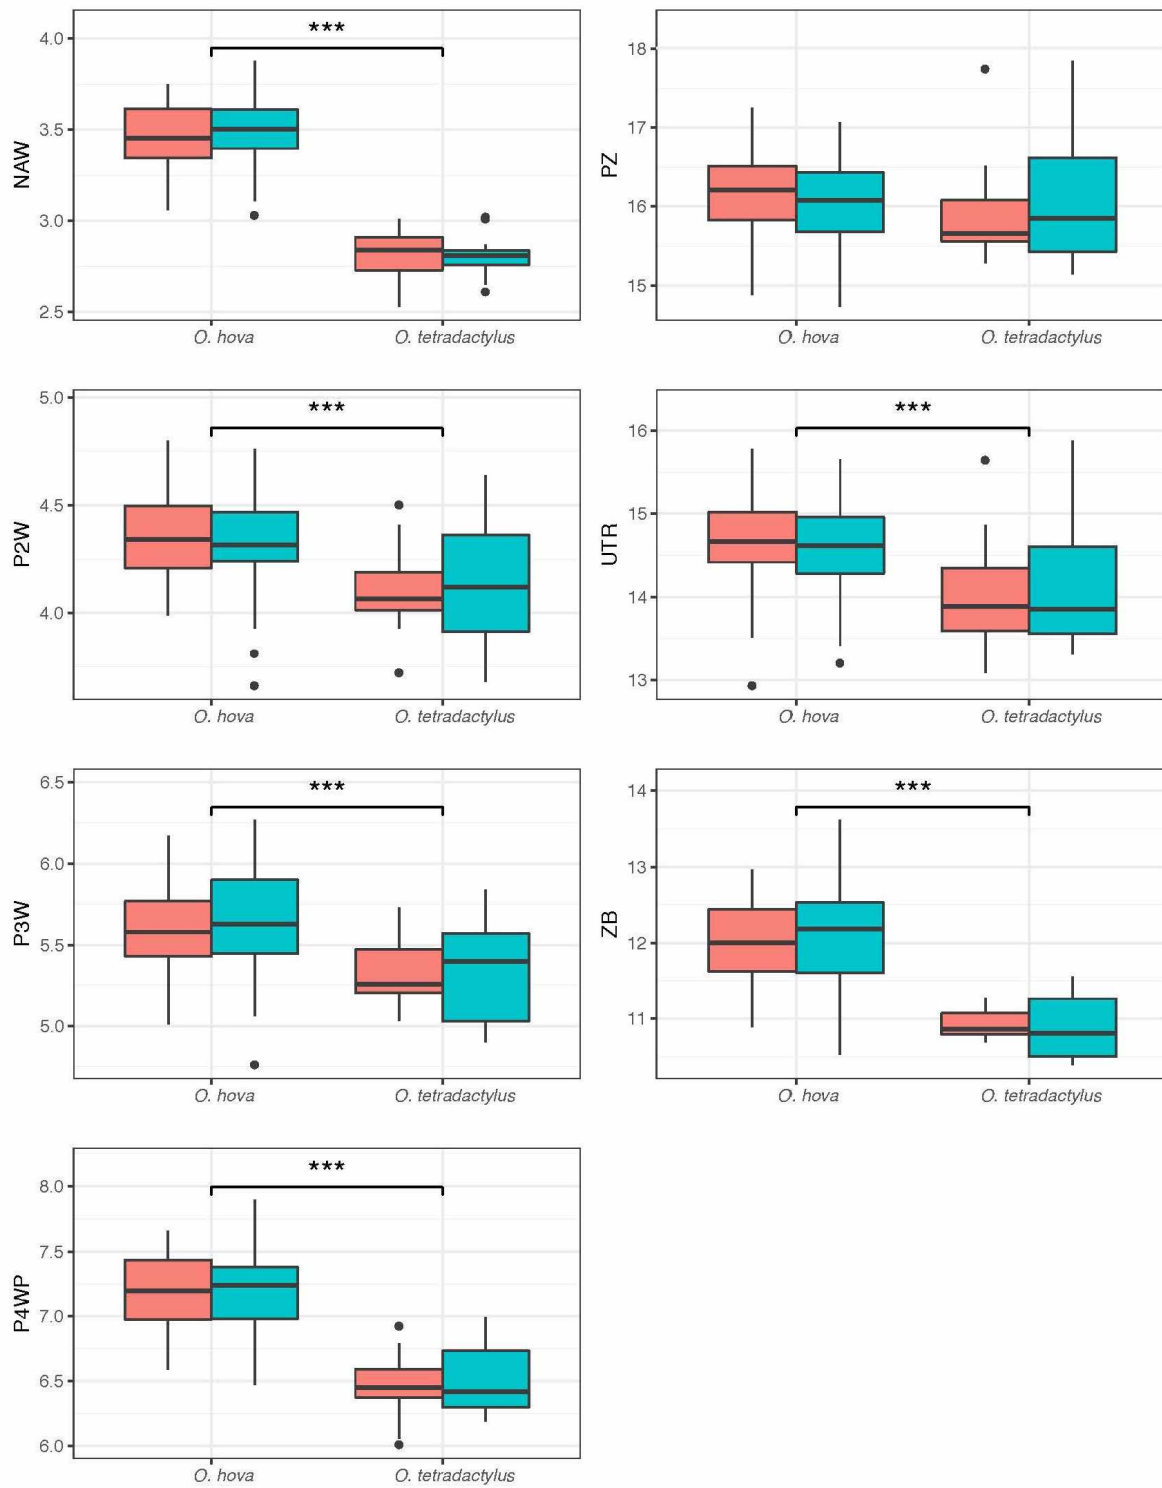 ***
4.0
3.5
3.0
2.5
NAW
O. hova
O. tetradactylus
18
17
16
15
PZ
O. hova
O. tetradactylus
***
5.0
4.5
4.0
P2W
O. hova
O. tetradactylus
***
16
15
14
13
UTR
O. hova
O. tetradactylus
***
6.5
6.0
5.5
5.0
P3W
O. hova
O. tetradactylus
***
14
13
12
11
ZB
O. hova
O. tetradactylus
***
8.0
7.5
7.0
6.5
6.0
P4WP
O. hova
O. tetradactylus